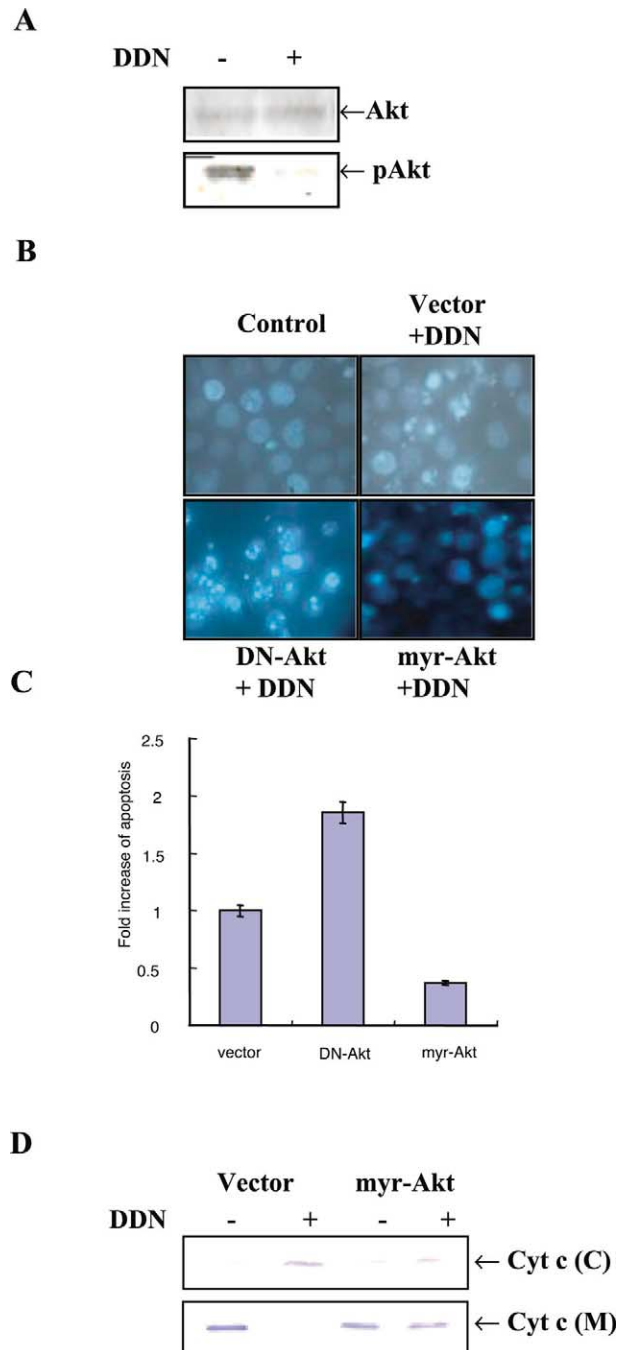 A
DDN - +
←Akt
← pAkt
B
Control
Vector
+DDN
DN-Akt
+ DDN
myr-Akt
+DDN
C
Fold increase of apoptosis
2.5
2
1.5
1
0.5
0
vector DN-Akt myr-Akt
D
Vector myr-Akt
DDN - + - +
← Cyt c (C)
← Cyt c (M)